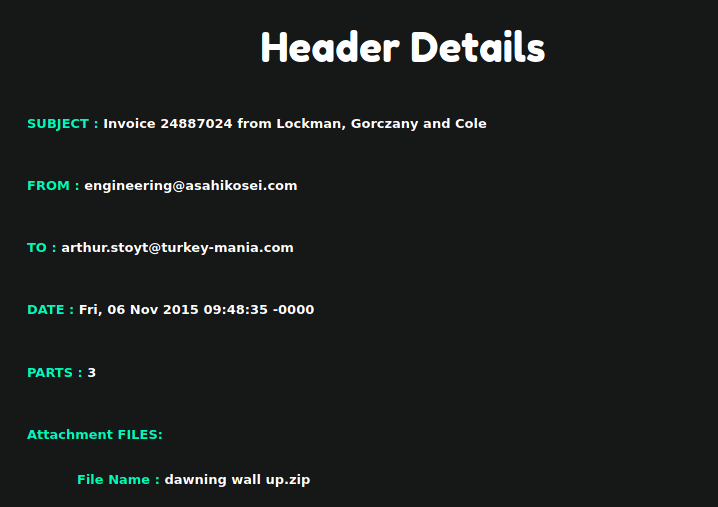 Header Details
SUBJECT : Invoice 24887024 from Lockman, Gorczany and Cole
FROM : engineering@asahikosei.com
TO : arthur.stoyt@turkey-mania.com
DATE : Fri, 06 Nov 2015 09:48:35 -0000
PARTS : 3
Attachment FILES:
File Name : dawning wall up.zip